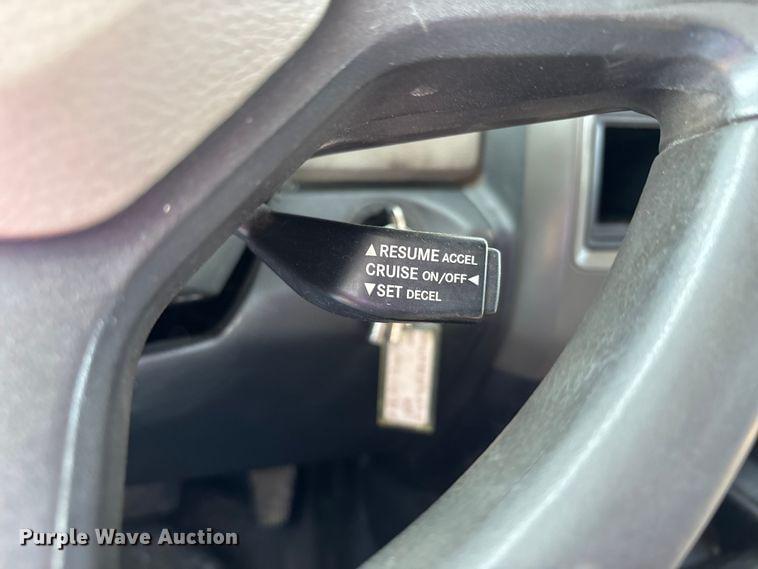 ▲RESUME ACCEL
CRUISE ON/OFF◄
▼SET DECEL
Purple Wave Auction